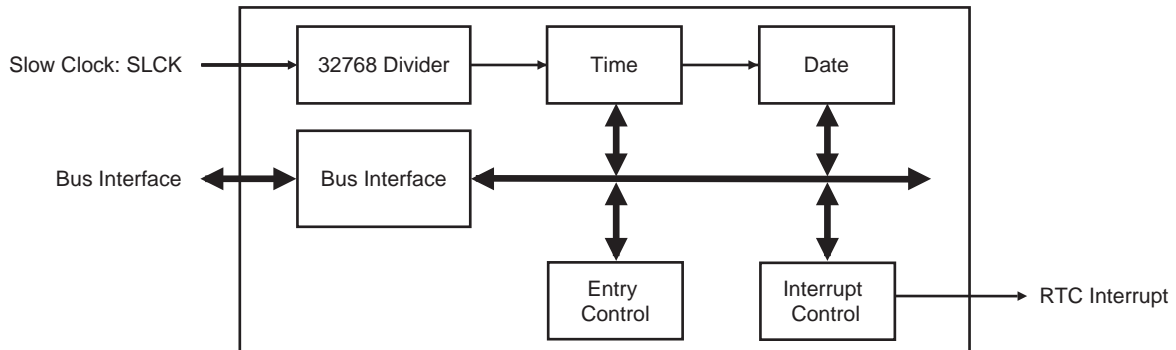 Slow Clock: SLCK
32768 Divider
Time
Date
Bus Interface
Bus Interface
Entry
Control
Interrupt
Control
RTC Interrupt